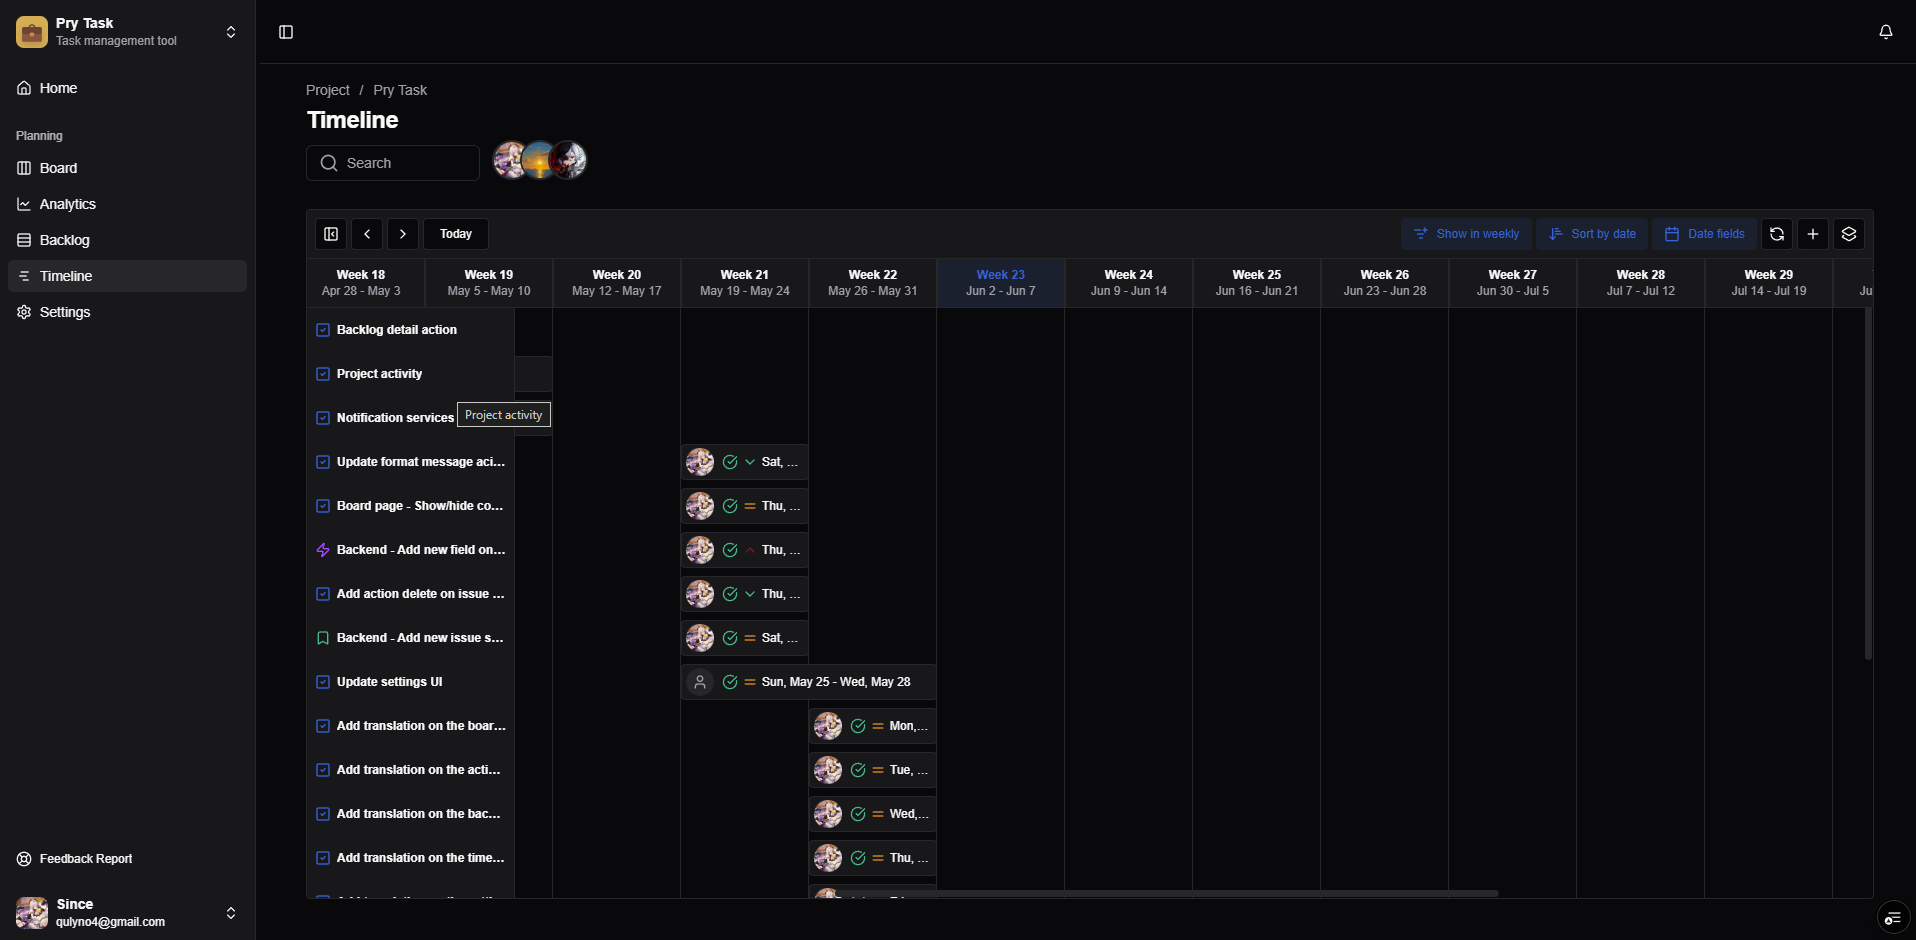 Pry Task
Task management tool
Home
Planning
Board
Analytics
Backlog
Timeline
Settings
Feedback Report
Since
qulyno4@gmail.com
Project / Pry Task
Timeline
Search
Today
Show in weekly
Sort by date
Date fields
Week 18 Week 19 Week 20 Week 21 Week 22 Week 23 Week 24 Week 25 Week 26 Week 27 Week 28 Week 29
Apr 28 - May 3 May 5 - May 10 May 12 - May 17 May 19 - May 24 May 26 - May 31 Jun 2 - Jun 7 Jun 9 - Jun 14 Jun 16 - Jun 21 Jun 23 - Jun 28 Jun 30 - Jul 5 Jul 7 - Jul 12 Jul 14 - Jul 19 Ju
Backlog detail action
Project activity
Notification services
Project activity
Update format message aci... Sat, ...
Board page - Show/hide co... Thu, ...
Backend - Add new field on... Thu, ...
Add action delete on issue ... Thu, ...
Backend - Add new issue s... Sat, ...
Update settings UI Sun, May 25 - Wed, May 28
Add translation on the boar... Mon,...
Add translation on the acti... Tue, ...
Add translation on the bac... Wed,...
Add translation on the time... Thu, ...